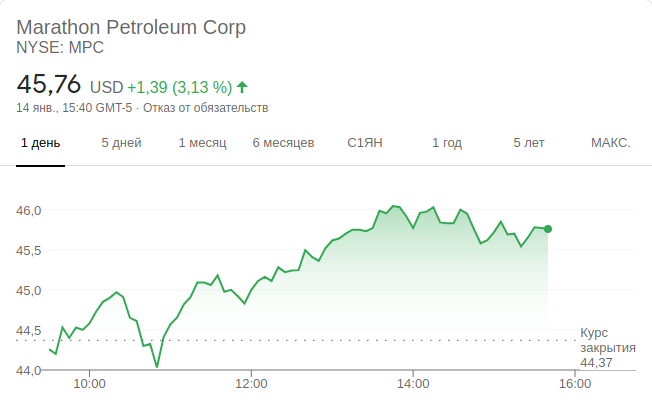 Marathon Petroleum Corp
NYSE: MPC
45,76 USD +1,39 (3,13 %)
14 янв., 15:40 GMT-5 · Отказ от обязательств
1 день 5 дней 1 месяц 6 месяцев С1ЯН 1 год 5 лет МАКС.
46,0
45,5
45,0
44,5
44,0
Курс
закрытия
44,37
10:00 12:00 14:00 16:00